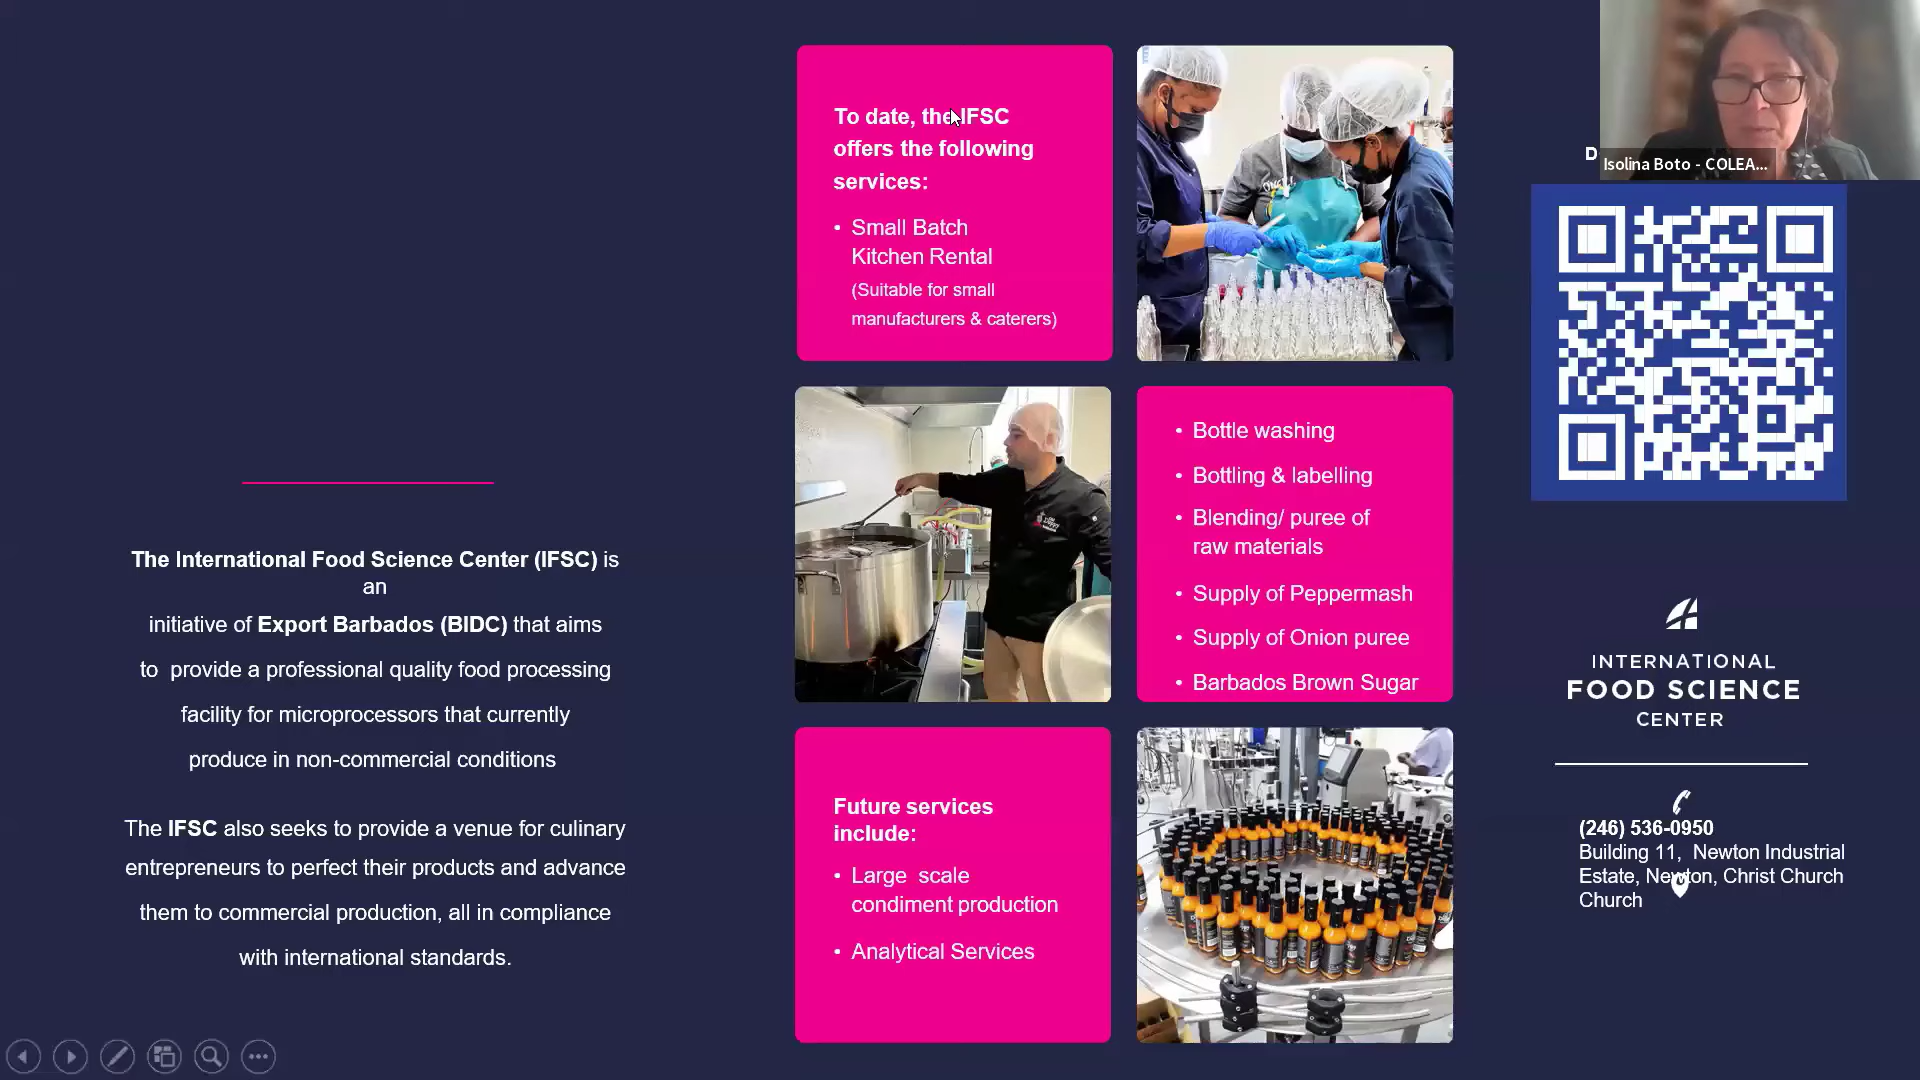 The International Food Science Center (IFSC) is
an
initiative of Export Barbados (BIDC) that aims
to provide a professional quality food processing
facility for microprocessors that currently
produce in non-commercial conditions
The IFSC also seeks to provide a venue for culinary
entrepreneurs to perfect their products and advance
them to commercial production, all in compliance
with international standards.
To date, the IFSC
offers the following
services:
• Small Batch
Kitchen Rental
(Suitable for small
manufacturers & caterers)
• Bottle washing
• Bottling & labelling
• Blending/ puree of
raw materials
• Supply of Peppermash
• Supply of Onion puree
• Barbados Brown Sugar
Future services
include:
• Large scale
condiment production
• Analytical Services
D
Isolina Boto - COLEA...
INTERNATIONAL
FOOD SCIENCE
CENTER
(246) 536-0950
Building 11, Newton Industrial
Estate, Newton, Christ Church
Church